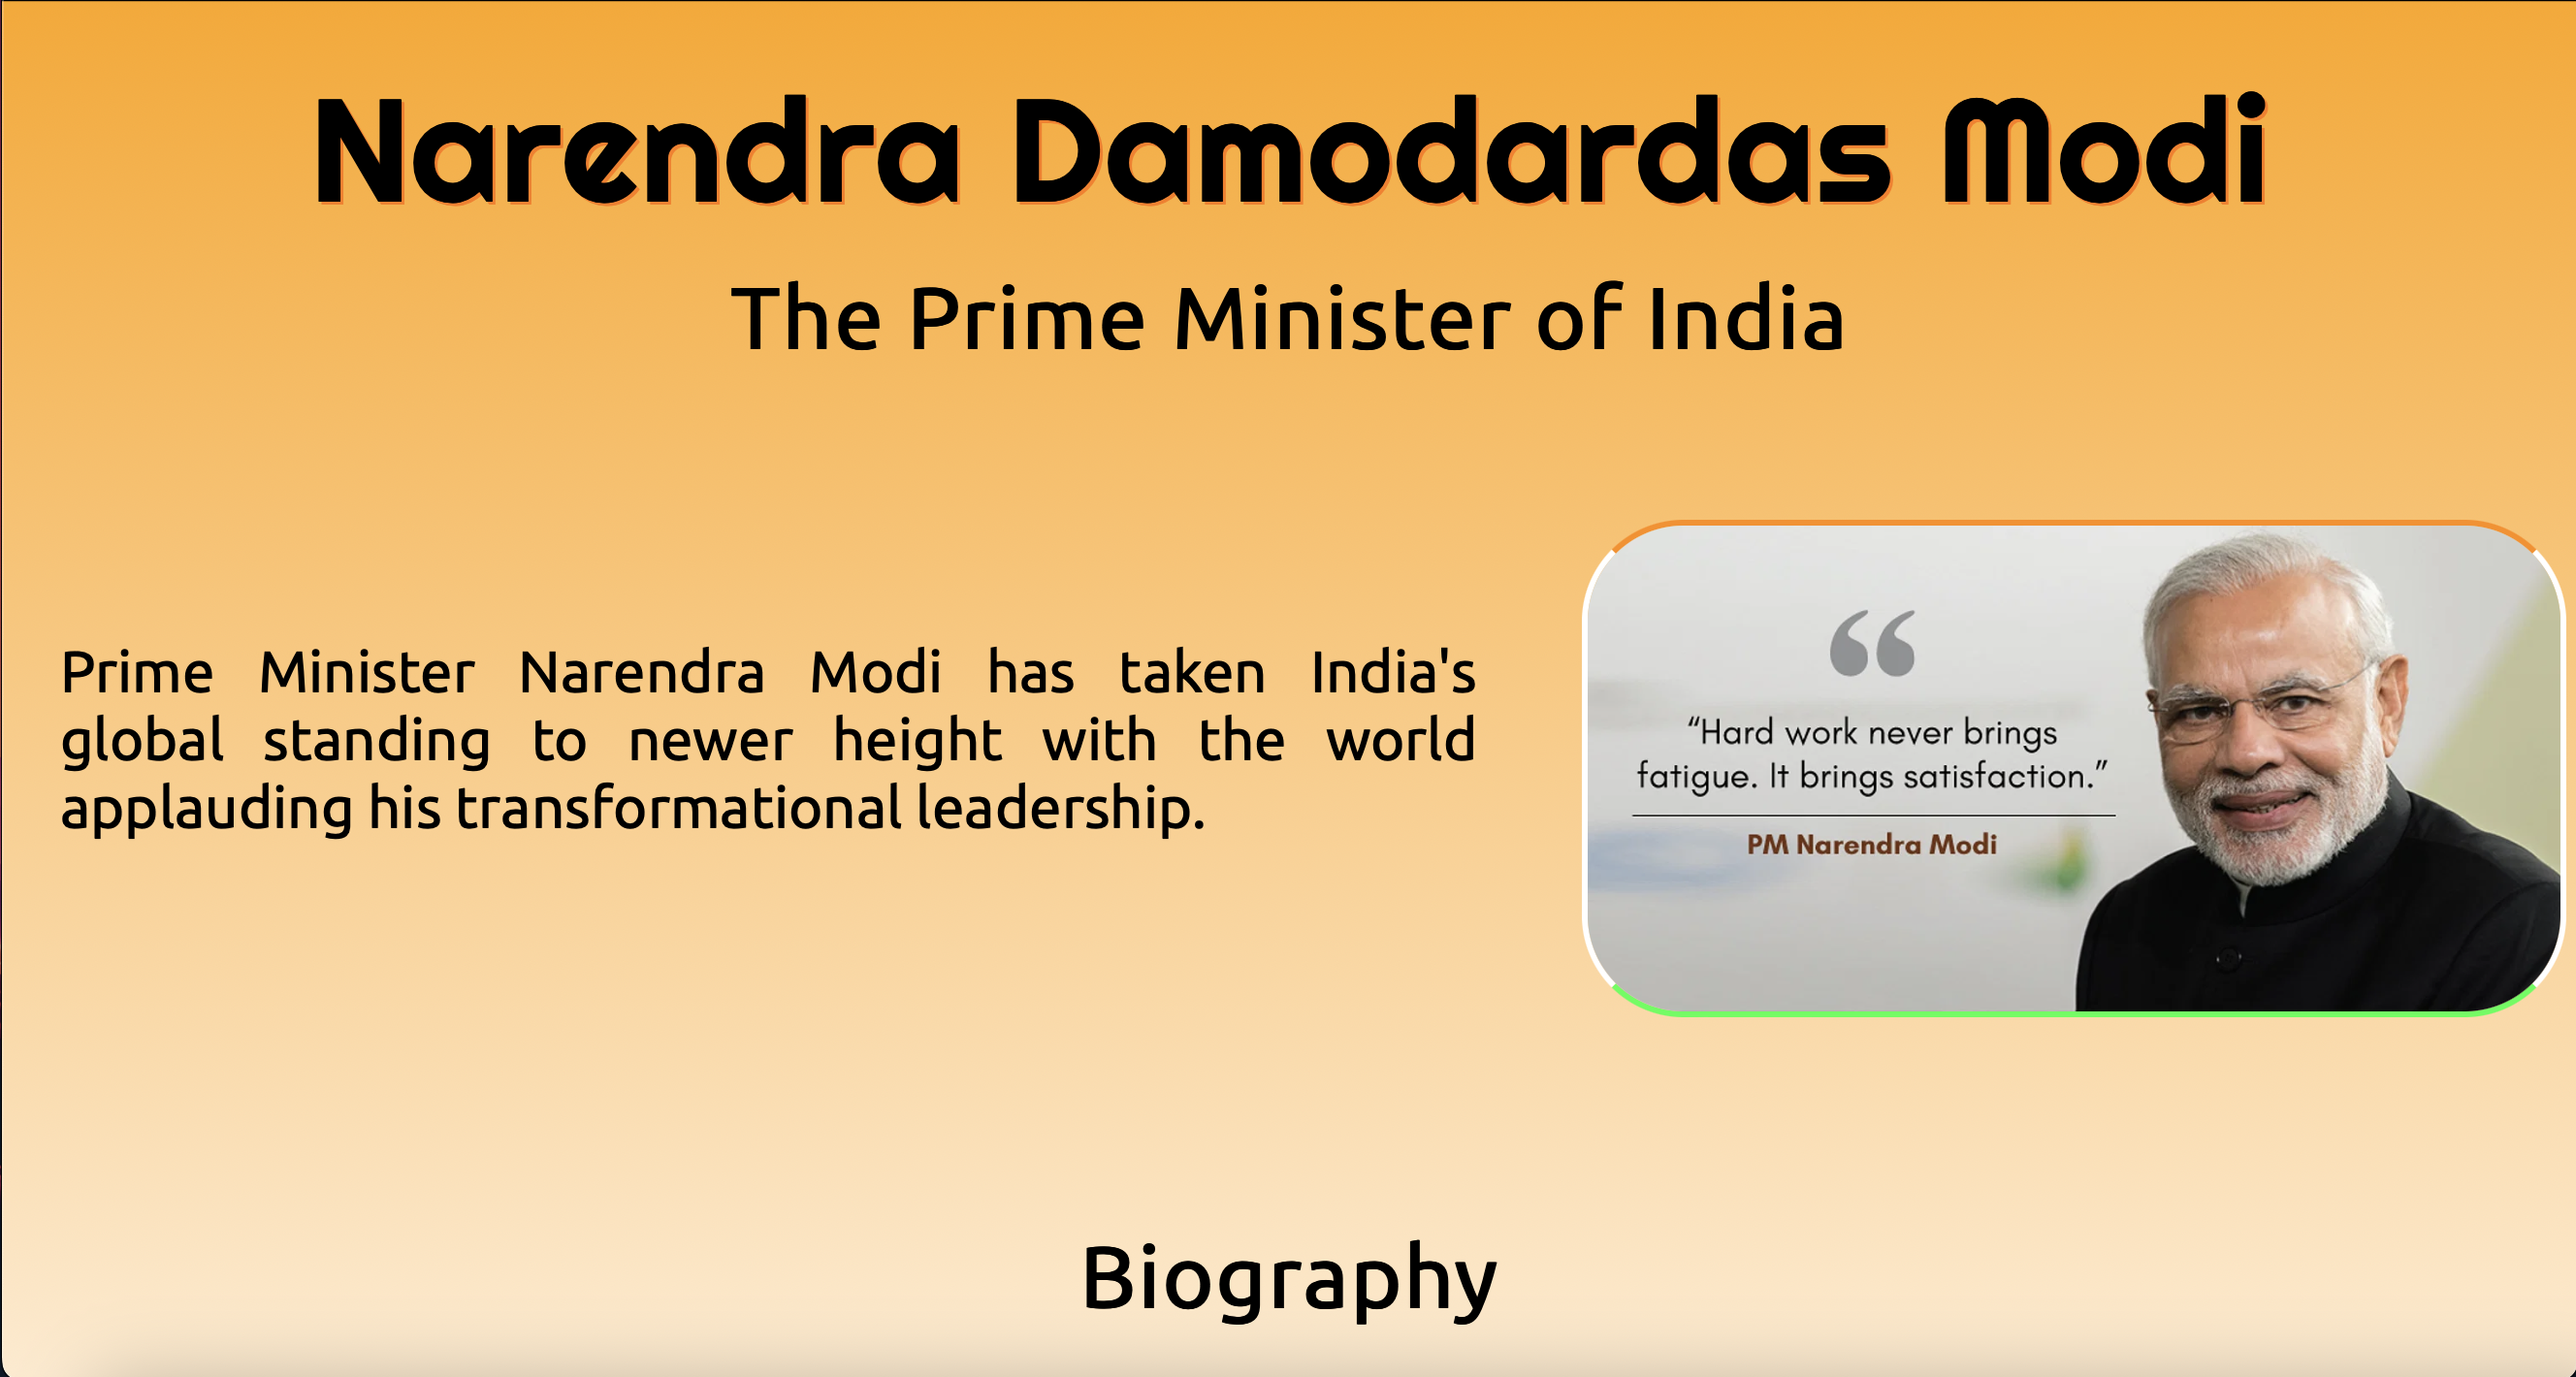 Narendra Damodardas Modi
The Prime Minister of India
Prime Minister Narendra Modi has taken India's
global standing to newer height with the world
applauding his transformational leadership.
“
“Hard work never brings
fatigue. It brings satisfaction.”
PM Narendra Modi
Biography